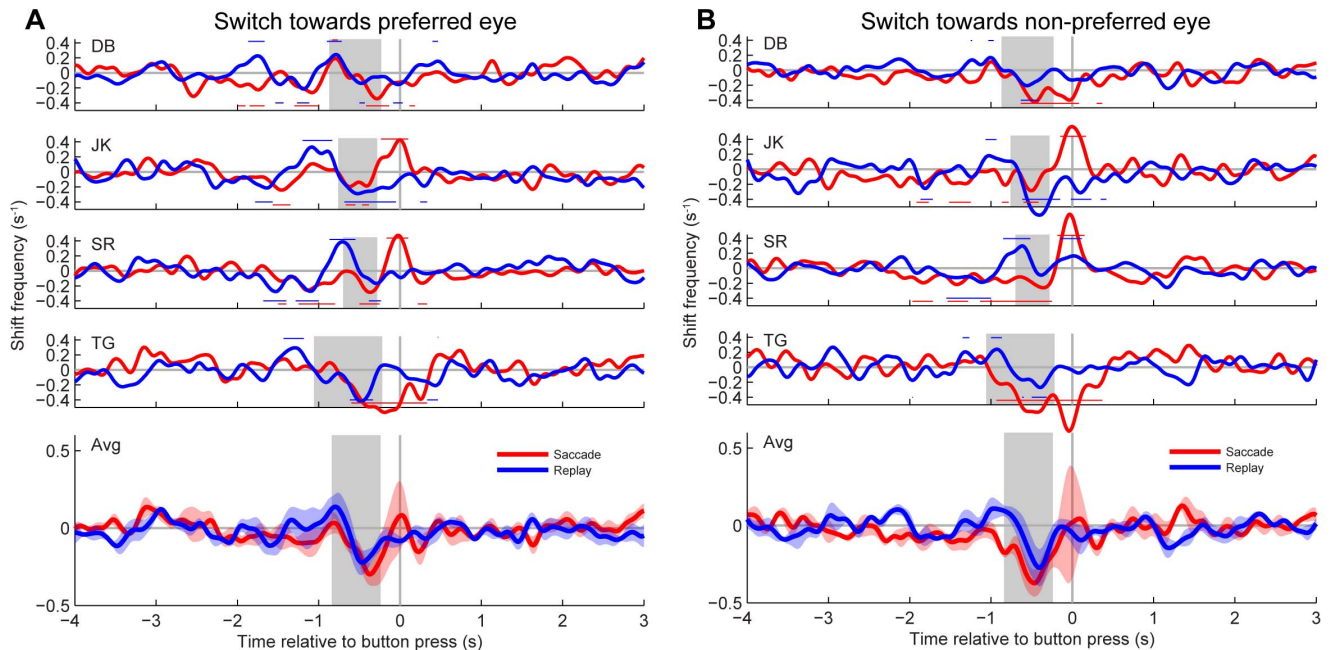 A
Switch towards preferred eye
DB
0.4
0.2
0
−0.2
−0.4
JK
0.4
0.2
0
−0.2
−0.4
SR
0.4
0.2
0
−0.2
−0.4
TG
0.4
0.2
0
−0.2
−0.4
Shift frequency (s⁻¹)
Avg
0.5
0
−0.5
Saccade
Replay
−4 −3 −2 −1 0 1 2 3
Time relative to button press (s)
B
Switch towards non-preferred eye
DB
0.4
0.2
0
−0.2
−0.4
JK
0.4
0.2
0
−0.2
−0.4
SR
0.4
0.2
0
−0.2
−0.4
TG
0.4
0.2
0
−0.2
−0.4
Shift frequency (s⁻¹)
Avg
0.5
0
−0.5
Saccade
Replay
−4 −3 −2 −1 0 1 2 3
Time relative to button press (s)